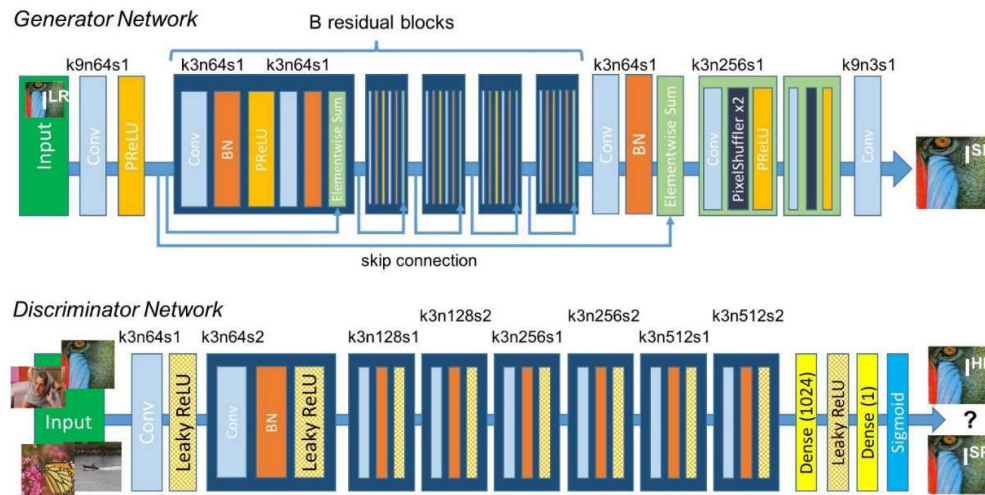 Generator Network
B residual blocks
k9n64s1
k3n64s1
k3n64s1
k3n64s1
k3n256s1
k9n3s1
Input
I LR
Conv
PReLU
Conv
BN
PReLU
Elementwise Sum
Conv
BN
Elementwise Sum
Conv
PixelShuffler x2
PReLU
Conv
skip connection
Discriminator Network
k3n64s1
k3n64s2
k3n128s1
k3n128s2
k3n256s1
k3n256s2
k3n512s1
k3n512s2
Input
Conv
Leaky ReLU
Conv
BN
Leaky ReLU
Dense (1024)
Leaky ReLU
Dense (1)
Sigmoid
?